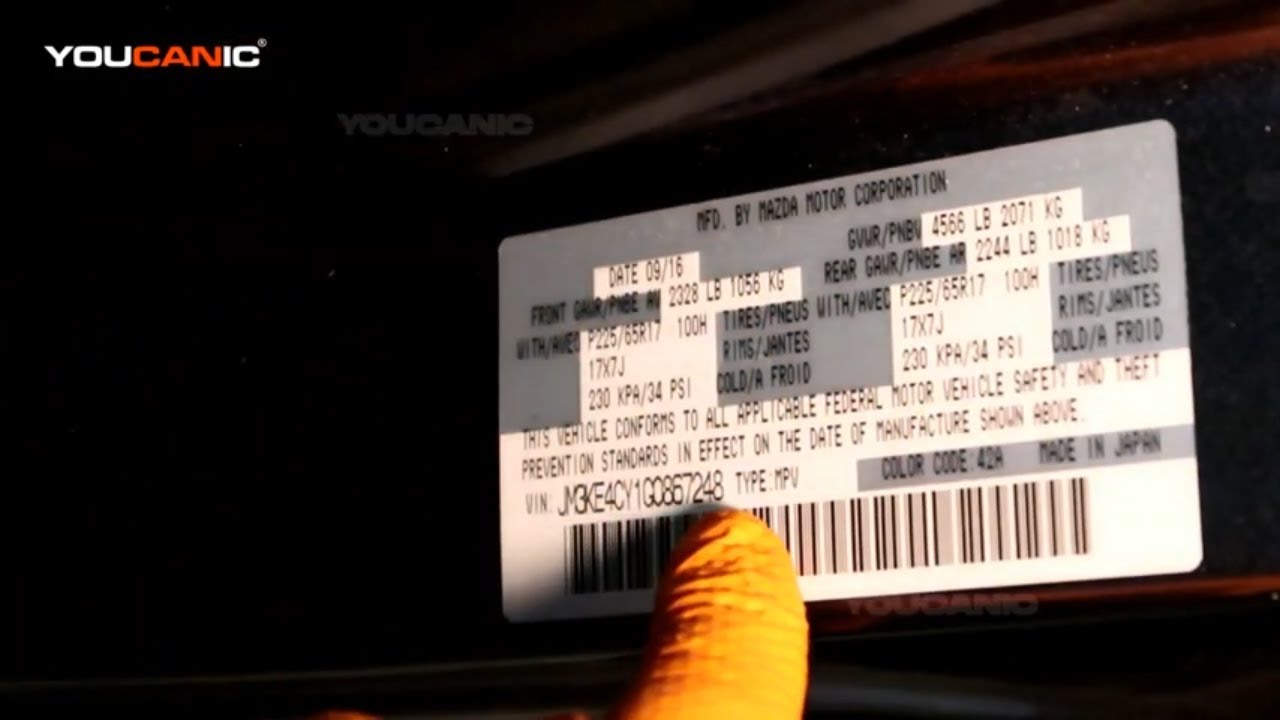 YOUCANIC®
YOUCANIC
MFD. BY MAZDA MOTOR CORPORATION
DATE 09/16 GVWR/PNBV 4566 LB 2071 KG
FRONT GAWR/PNBE AV 2328 LB 1056 KG REAR GAWR/PNBE AR 2244 LB 1018 KG
WITH/AVEC P225/65R17 100H TIRES/PNEUS WITH/AVEC P225/65R17 100H TIRES/PNEUS
17X7J RIMS/JANTES 17X7J RIMS/JANTES
230 KPA/34 PSI COLD/A FROID 230 KPA/34 PSI COLD/A FROID
THIS VEHICLE CONFORMS TO ALL APPLICABLE FEDERAL MOTOR VEHICLE SAFETY AND THEFT
PREVENTION STANDARDS IN EFFECT ON THE DATE OF MANUFACTURE SHOWN ABOVE.
VIN: JM3KE4CY1G0867248 TYPE:MPV COLOR CODE:42A MADE IN JAPAN
YOUCANIC